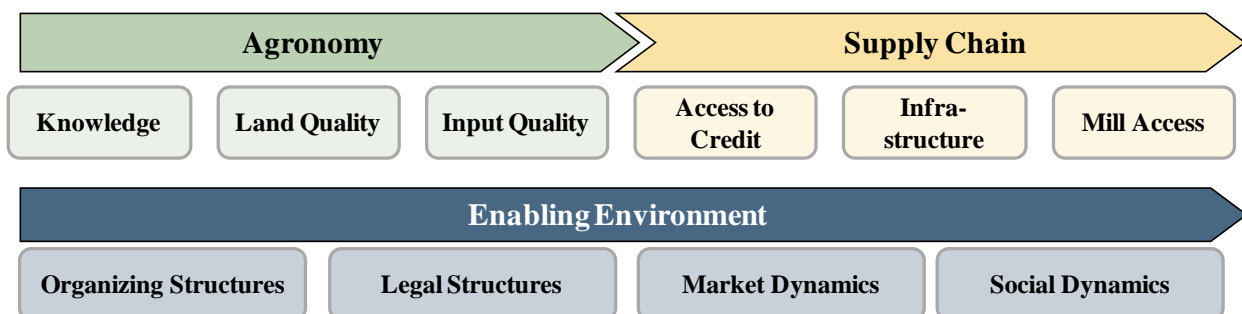 Agronomy
Supply Chain
Knowledge
Land Quality
Input Quality
Access to
Credit
Infra-
structure
Mill Access
Enabling Environment
Organizing Structures
Legal Structures
Market Dynamics
Social Dynamics